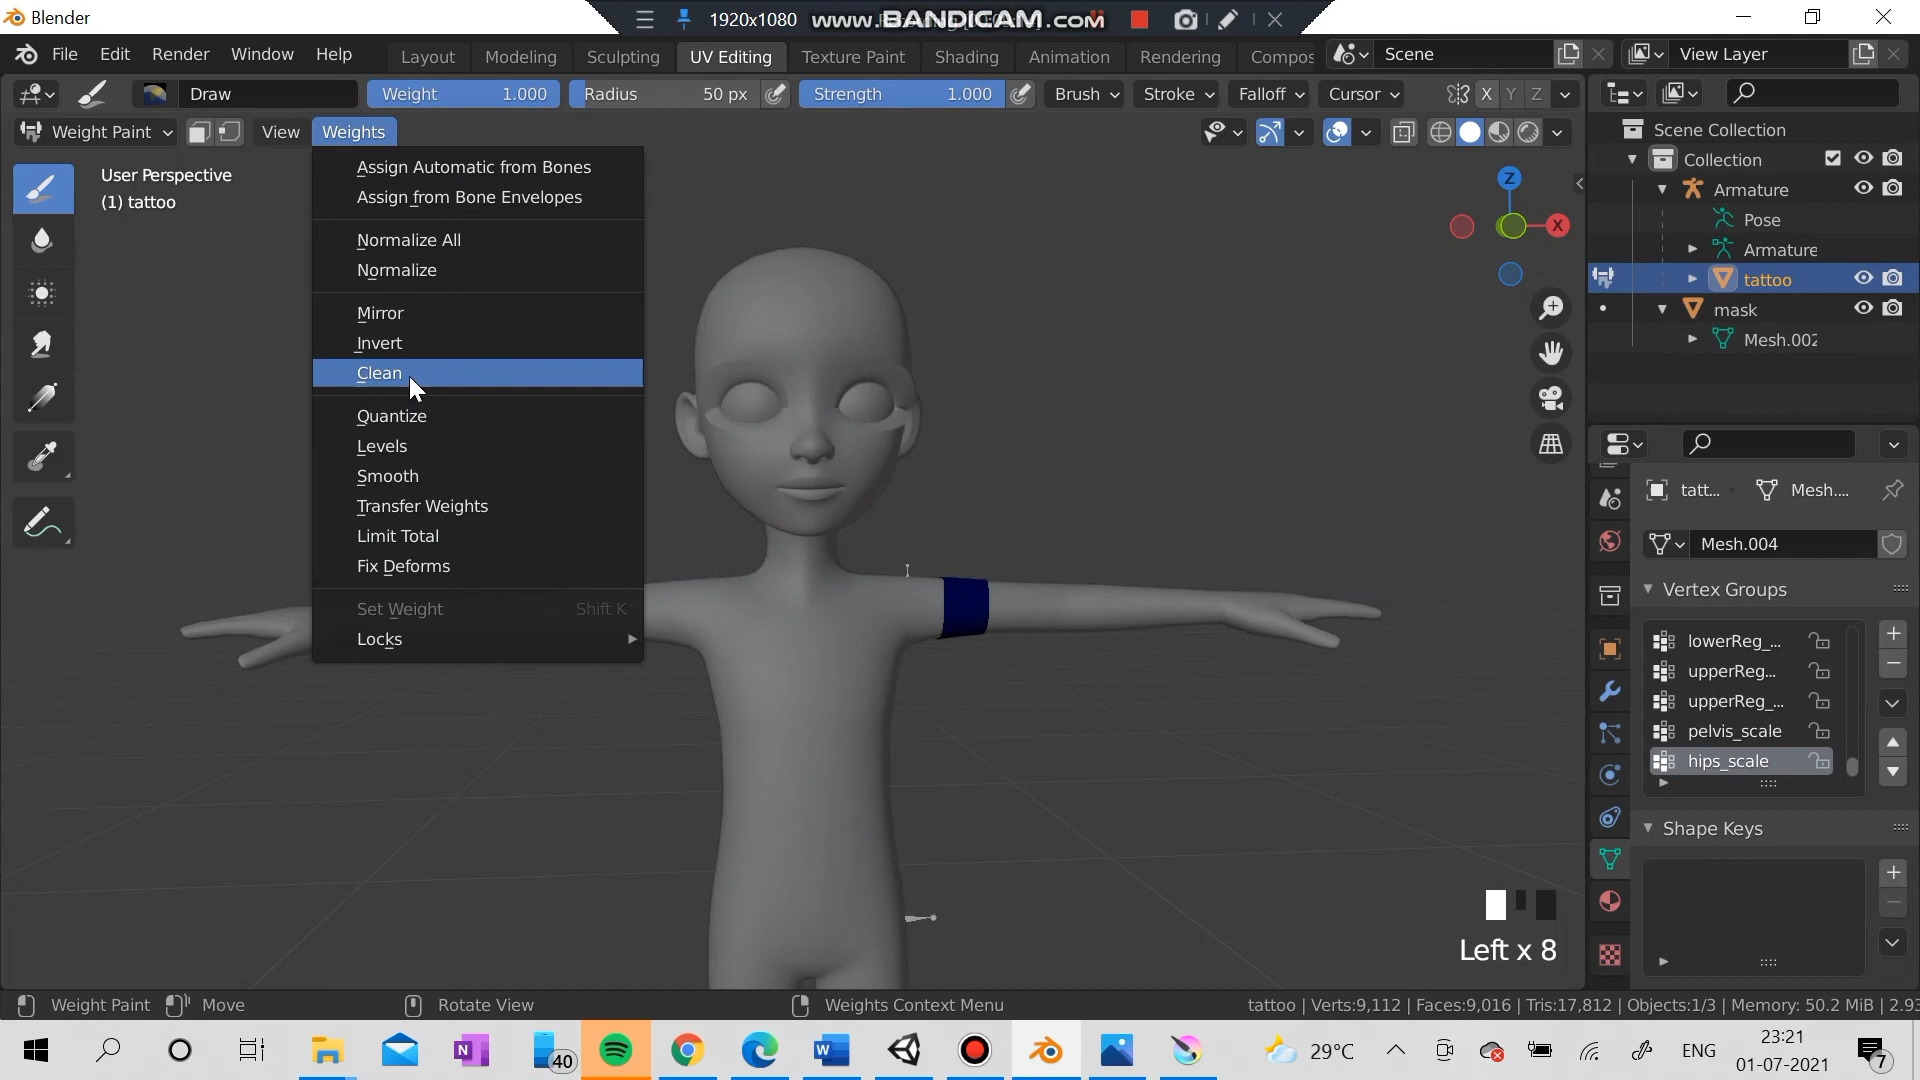 Blender
1920x1080
www.BANDICAM.com
File Edit Render Window Help
Layout Modeling Sculpting UV Editing Texture Paint Shading Animation Rendering Compos
Scene
View Layer
Draw
Weight 1.000
Radius 50 px
Strength 1.000
Brush Stroke Falloff Cursor
X Y Z
Weight Paint View Weights
User Perspective
(1) tattoo
Assign Automatic from Bones
Assign from Bone Envelopes
Normalize All
Normalize
Mirror
Invert
Clean
Quantize
Levels
Smooth
Transfer Weights
Limit Total
Fix Deforms
Set Weight Shift K
Locks
Z
X
Scene Collection
Collection
Armature
Pose
Armature
tattoo
mask
Mesh.002
tatt... Mesh....
Mesh.004
Vertex Groups
lowerReg_...
upperReg...
upperReg_...
pelvis_scale
hips_scale
Shape Keys
Left x 8
Weight Paint Move Rotate View Weights Context Menu
tattoo | Verts:9,112 | Faces:9,016 | Tris:17,812 | Objects:1/3 | Memory: 50.2 MiB | 2.93
40
29°C
ENG
23:21
01-07-2021
7